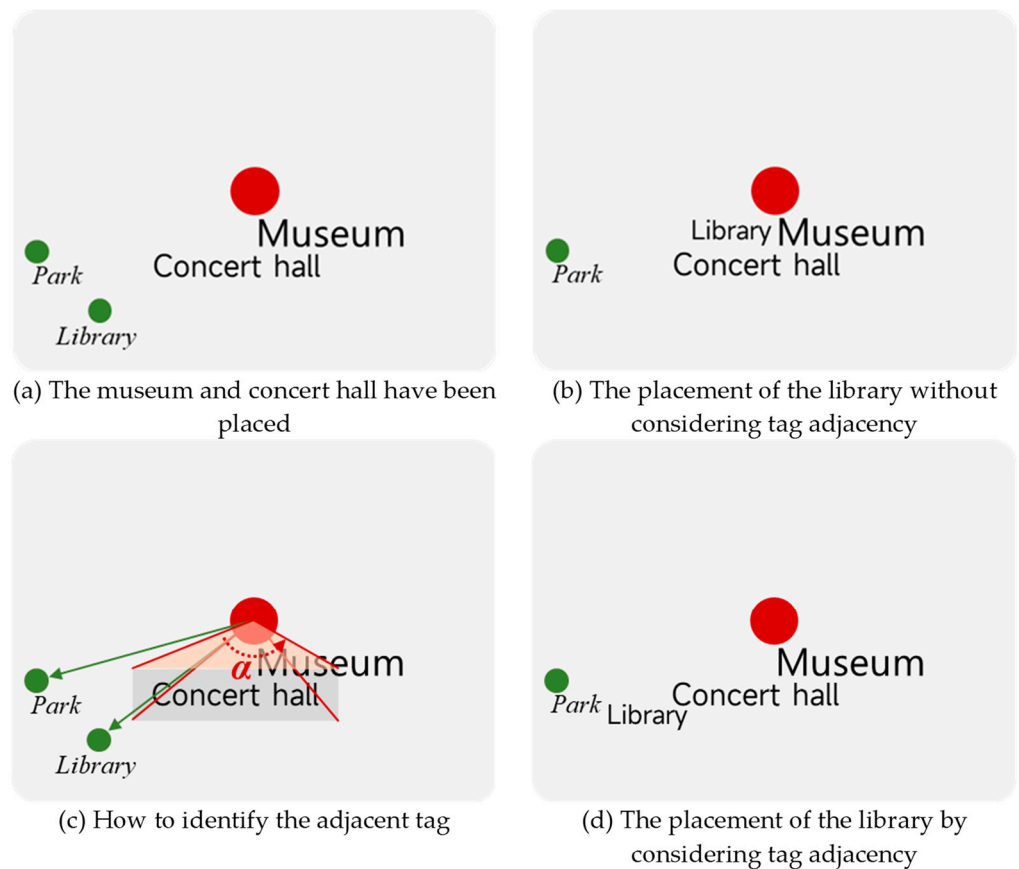 Museum
Concert hall
Park
Library
(a) The museum and concert hall have been
placed
Library Museum
Concert hall
Park
(b) The placement of the library without
considering tag adjacency
α
Museum
Concert hall
Park
Library
(c) How to identify the adjacent tag
Museum
Concert hall
Park
Library
(d) The placement of the library by
considering tag adjacency